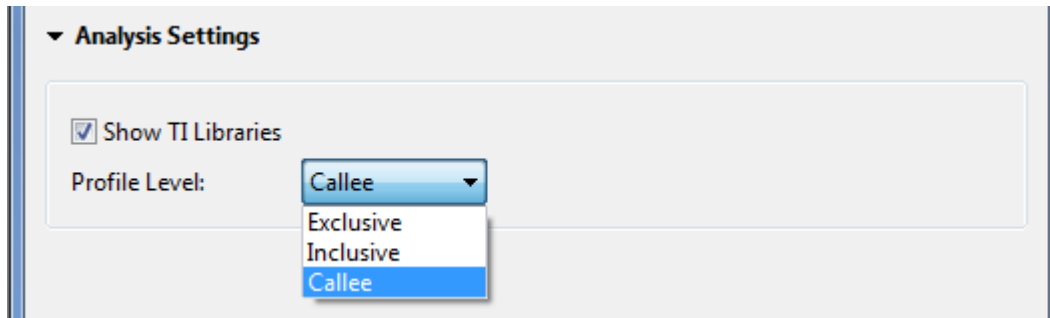 Analysis Settings
Show TI Libraries
Profile Level: Callee
Exclusive
Inclusive
Callee